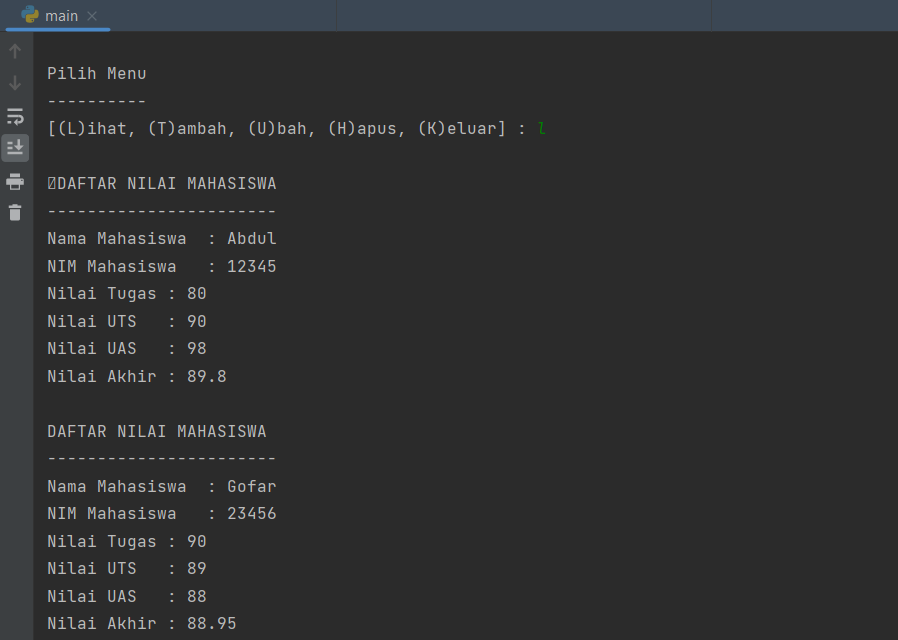 main
Pilih Menu
----------
[(L)ihat, (T)ambah, (U)bah, (H)apus, (K)eluar] : l
DAFTAR NILAI MAHASISWA
-----------------------
Nama Mahasiswa  : Abdul
NIM Mahasiswa   : 12345
Nilai Tugas : 80
Nilai UTS   : 90
Nilai UAS   : 98
Nilai Akhir : 89.8
DAFTAR NILAI MAHASISWA
-----------------------
Nama Mahasiswa  : Gofar
NIM Mahasiswa   : 23456
Nilai Tugas : 90
Nilai UTS   : 89
Nilai UAS   : 88
Nilai Akhir : 88.95